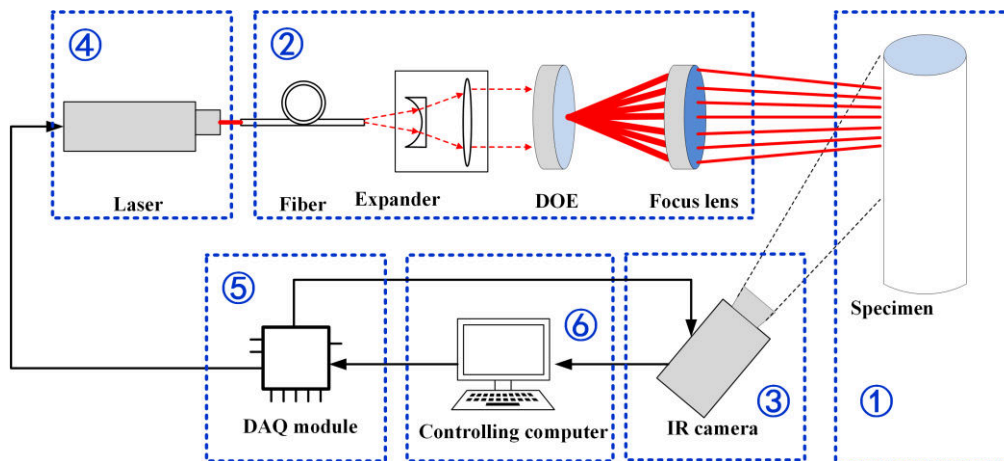 ④
②
Laser
Fiber
Expander
DOE
Focus lens
Specimen
⑤
⑥
③
①
DAQ module
Controlling computer
IR camera